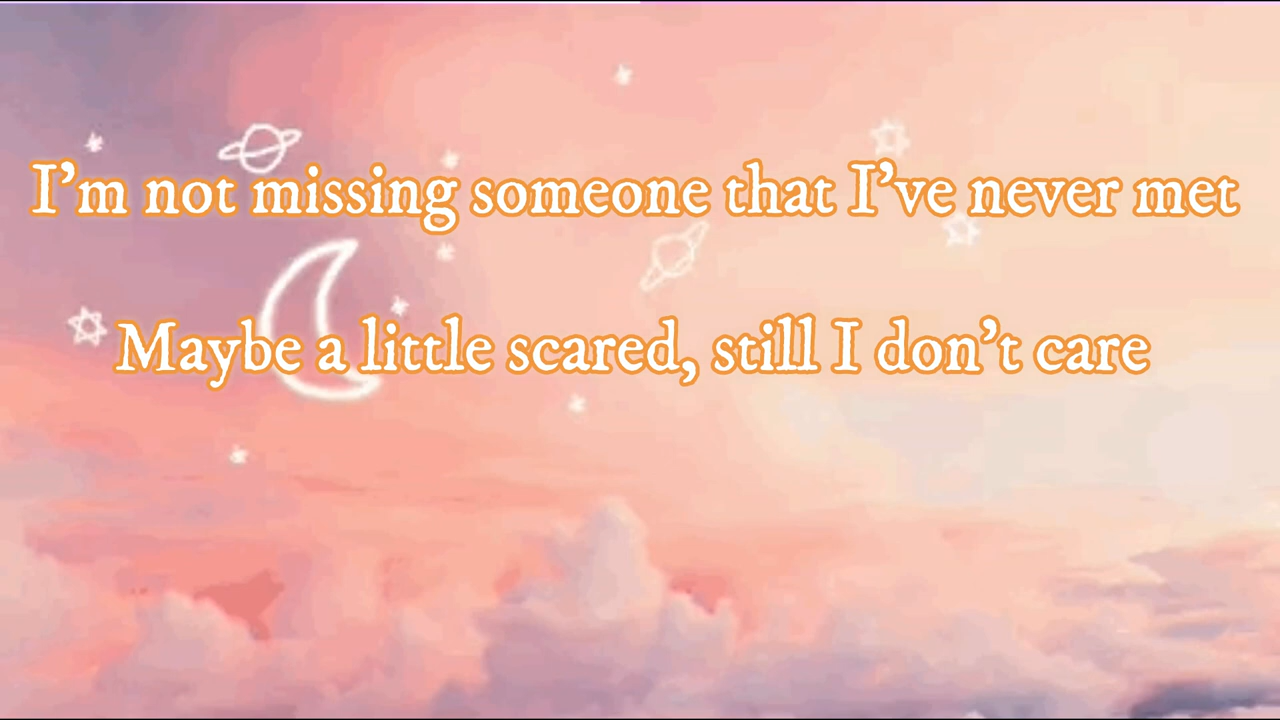 I'm not missing someone that I've never met
Maybe a little scared, still I don't care